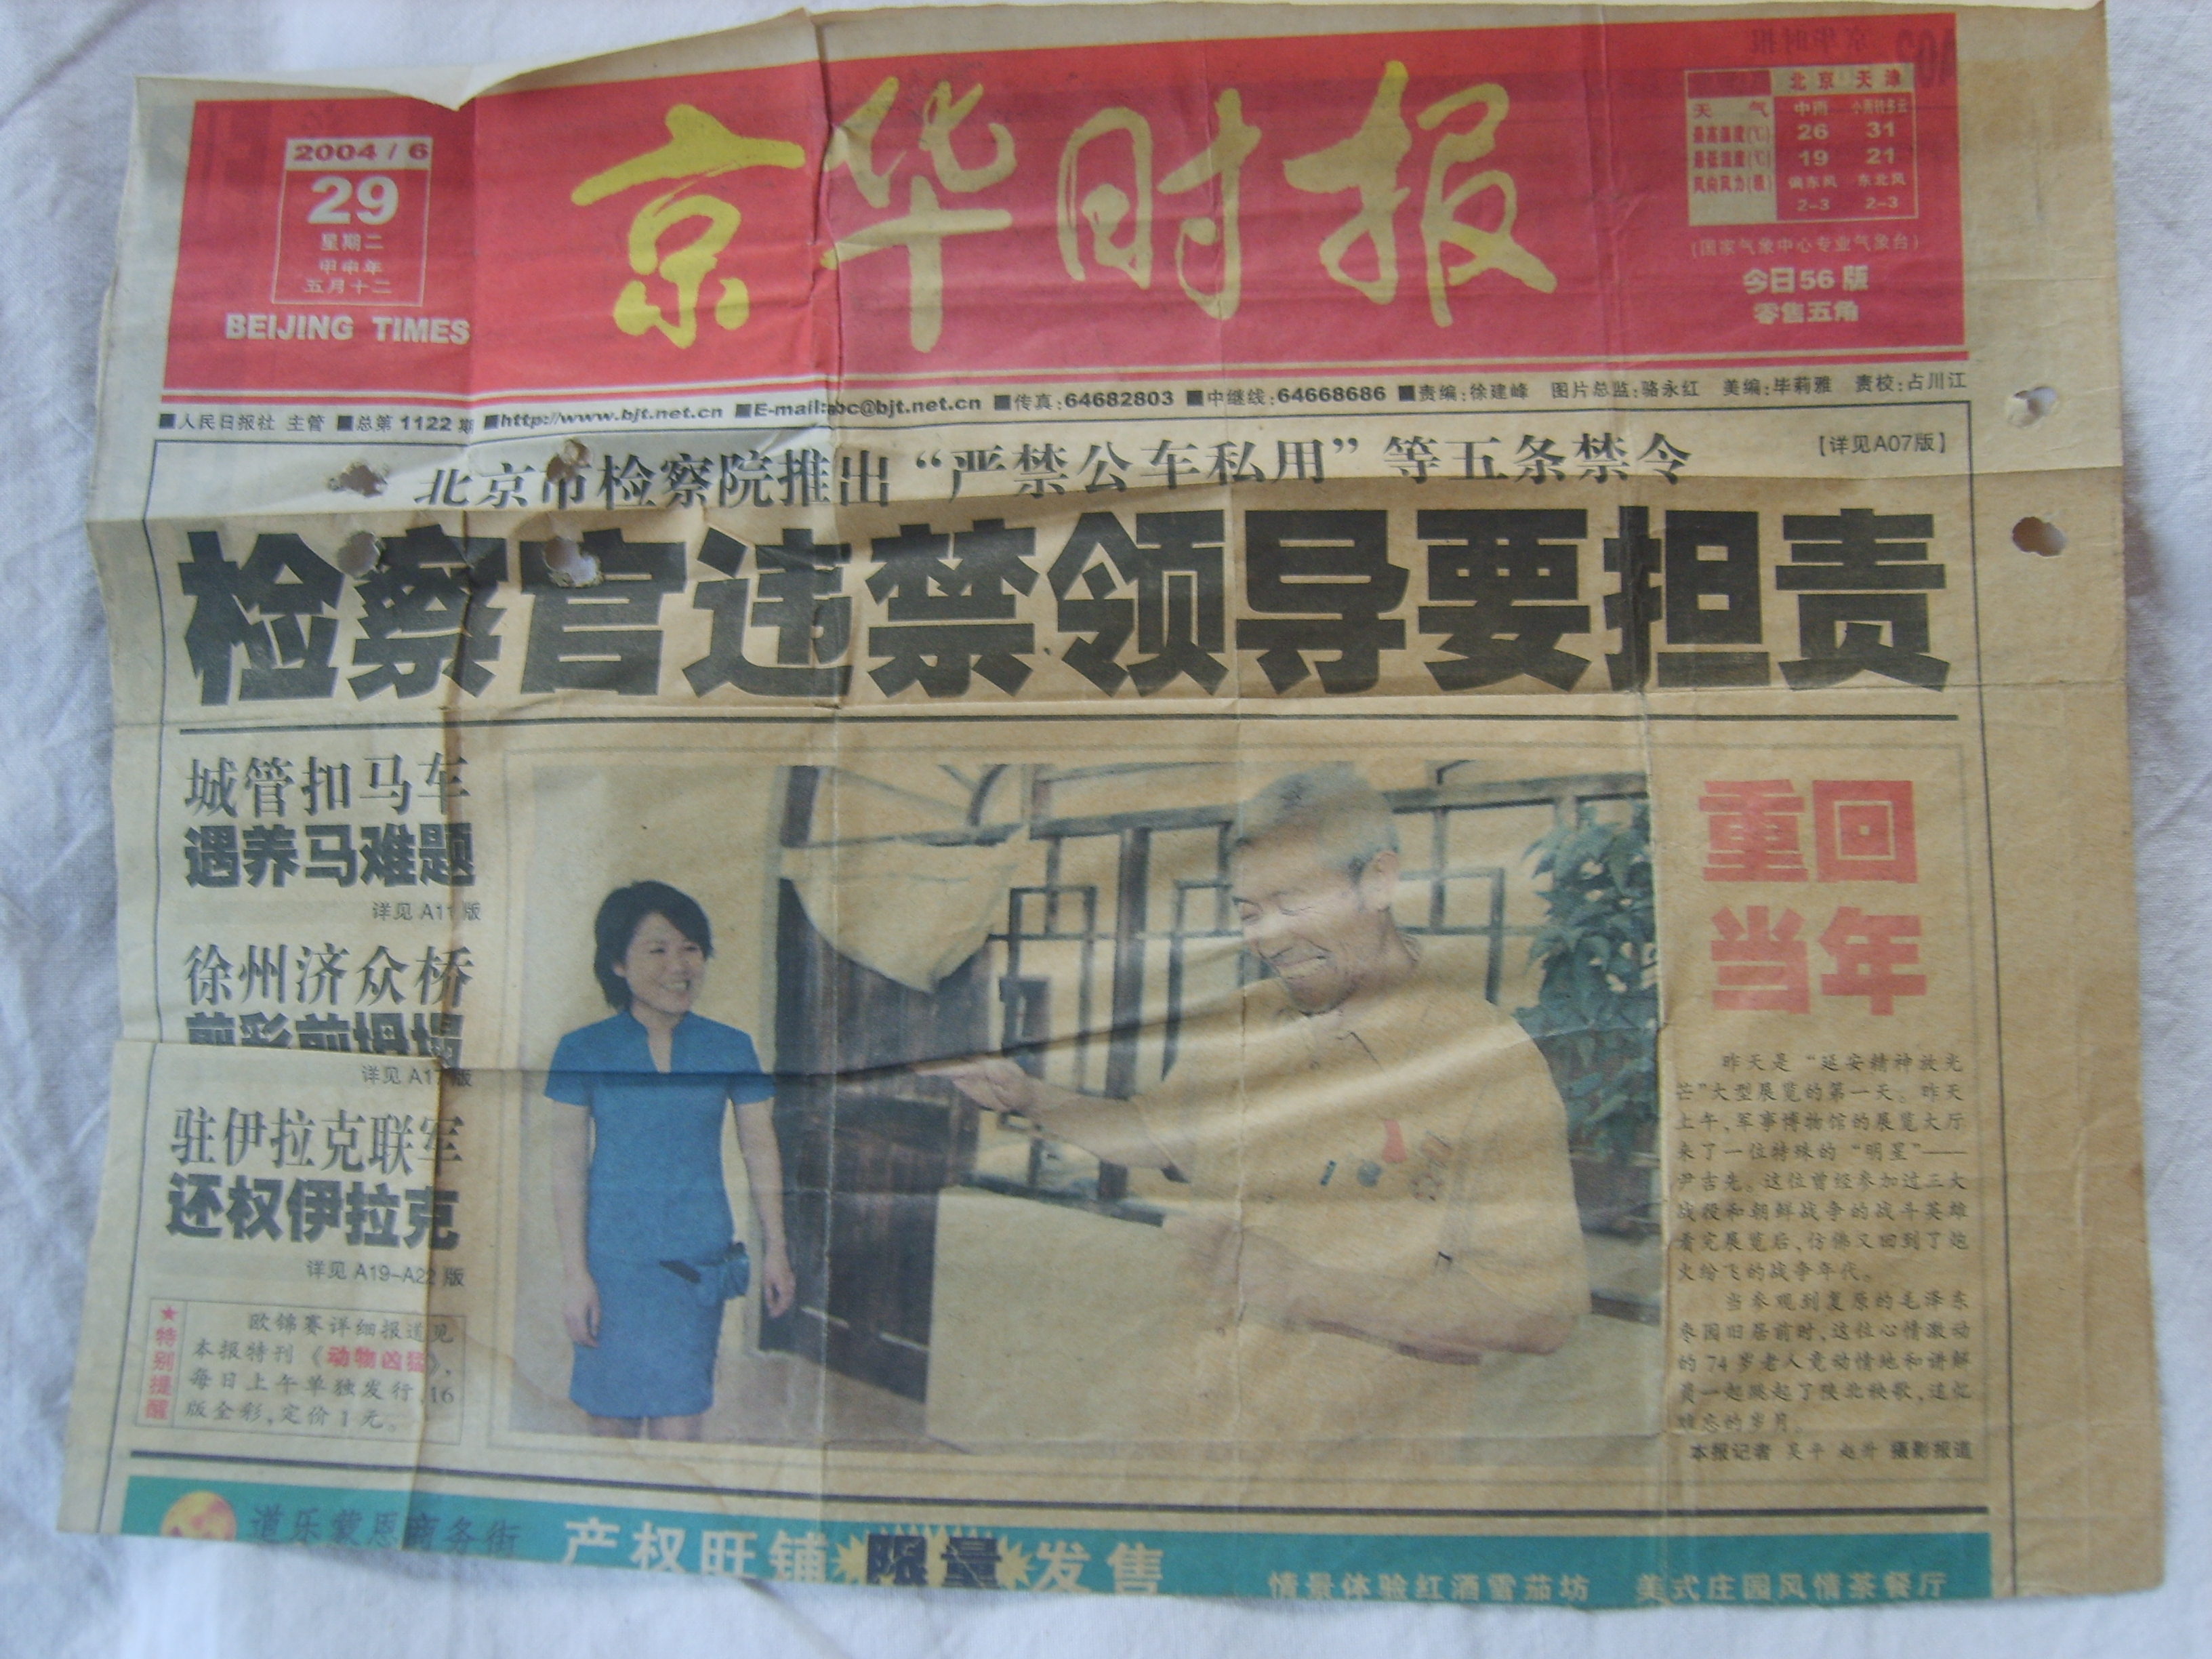 2004 / 6
29
星期二
甲申年
五月十二
BEIJING TIMES
京华时报
北京 天津
天气 中雨 小雨转多云
最高温度(℃) 26 31
最低温度(℃) 19 21
风向风力(级) 偏东风 东北风
2-3 2-3
(国家气象中心专业气象台)
今日56版
零售五角
■人民日报社 主管 ■总第1122期 ■http://www.bjt.net.cn ■E-mail:abc@bjt.net.cn ■传真:64682803 ■中继线:64668686 ■责编:徐建峰 图片总监:骆永红 美编:毕莉雅 责校:占川江
北京市检察院推出“严禁公车私用”等五条禁令
【详见A07版】
检察官违禁领导要担责
城管扣马车
遇养马难题
详见 A11版
徐州济众桥
剪彩前坍塌
详见 A17版
驻伊拉克联军
还权伊拉克
详见 A19-A22版
★特别提醒
欧锦赛详细报道见
本报特刊《动物凶猛》,
每日上午单独发行,16
版全彩,定价1元。
重回
当年
昨天是“延安精神放光
芒”大型展览的第一天。昨天
上午,军事博物馆的展览大厅
来了一位特殊的“明星”——
尹吉先。这位曾经参加过三大
战役和朝鲜战争的战斗英雄
看完展览后,仿佛又回到了炮
火纷飞的战争年代。
当参观到复原的毛泽东
枣园旧居前时,这位心情激动
的74岁老人竟动情地和讲解
员一起跳起了陕北秧歌,追忆
难忘的岁月。
本报记者 吴平 赵升 摄影报道
道乐蒙恩商务街
产权旺铺限量发售
情景体验红酒雪茄坊 美式庄园风情茶餐厅